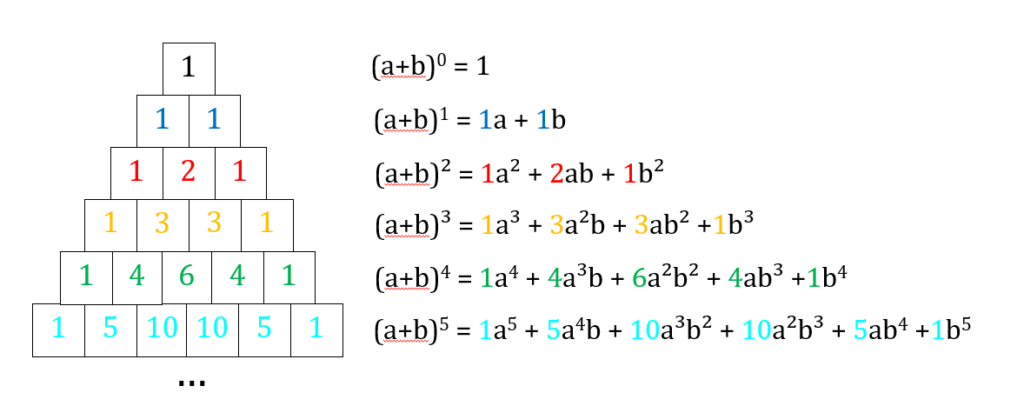 1 (a+b)⁰ = 1
1 1 (a+b)¹ = 1a + 1b
1 2 1 (a+b)² = 1a² + 2ab + 1b²
1 3 3 1 (a+b)³ = 1a³ + 3a²b + 3ab² +1b³
1 4 6 4 1 (a+b)⁴ = 1a⁴ + 4a³b + 6a²b² + 4ab³ +1b⁴
1 5 10 10 5 1 (a+b)⁵ = 1a⁵ + 5a⁴b + 10a³b² + 10a²b³ + 5ab⁴ +1b⁵
...